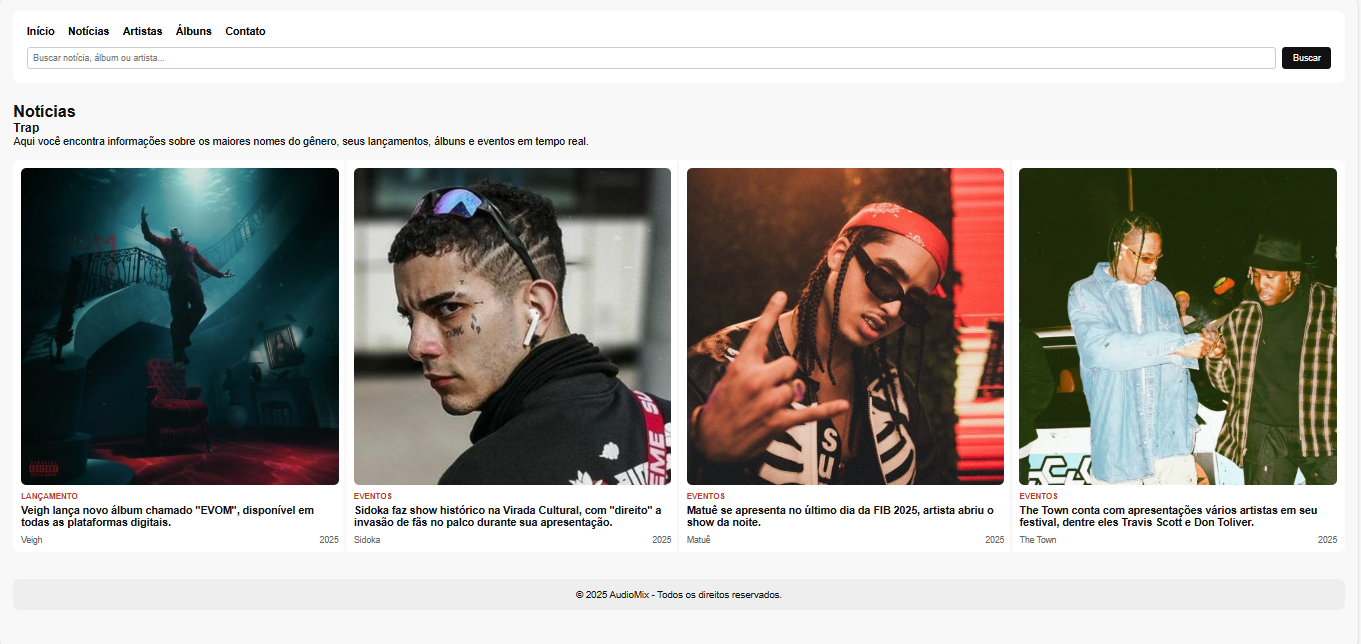 Início Notícias Artistas Álbuns Contato
Buscar notícia, álbum ou artista...
Buscar
Notícias
Trap
Aqui você encontra informações sobre os maiores nomes do gênero, seus lançamentos, álbuns e eventos em tempo real.
LANÇAMENTO
Veigh lança novo álbum chamado "EVOM", disponível em
todas as plataformas digitais.
Veigh 2025
EVENTOS
Sidoka faz show histórico na Virada Cultural, com "direito" a
invasão de fãs no palco durante sua apresentação.
Sidoka 2025
SU
EVENTOS
Matuê se apresenta no último dia da FIB 2025, artista abriu o
show da noite.
Matuê 2025
EVENTOS
The Town conta com apresentações vários artistas em seu
festival, dentre eles Travis Scott e Don Toliver.
The Town 2025
© 2025 AudioMix - Todos os direitos reservados.